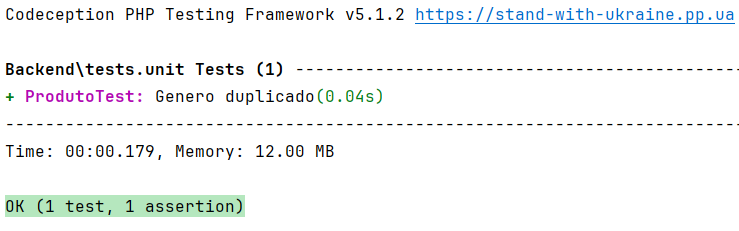 Codeception PHP Testing Framework v5.1.2 https://stand-with-ukraine.pp.ua
Backend\tests.unit Tests (1) ---------------------------------------------
+ ProdutoTest: Genero duplicado(0.04s)
--------------------------------------------------------------------------
Time: 00:00.179, Memory: 12.00 MB
OK (1 test, 1 assertion)